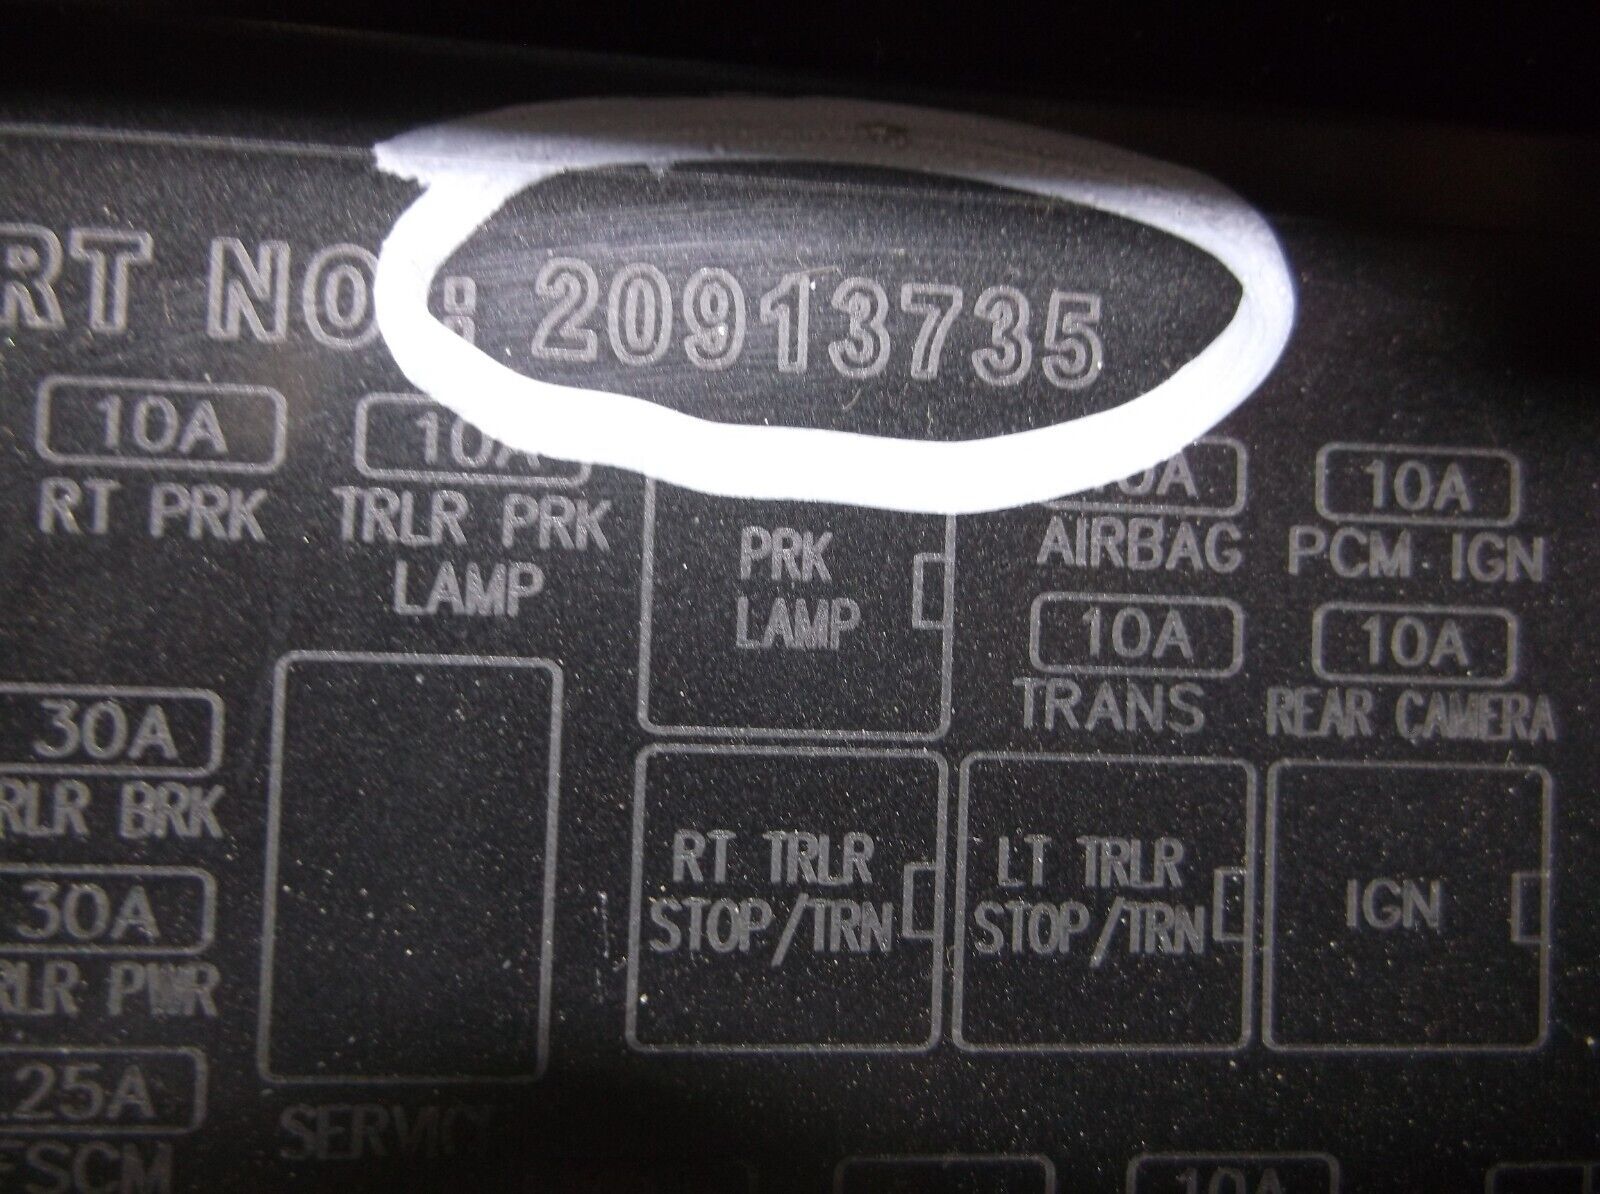 RT NO.: 20913735
10A 10A 0A 10A
RT PRK TRLR PRK LAMP PRK LAMP AIRBAG PCM IGN
10A 10A
TRANS REAR CAMERA
30A
RLR BRK
RT TRLR STOP/TRN LT TRLR STOP/TRN IGN
30A
RLR PWR
25A
FSCM
SERVIC
10A